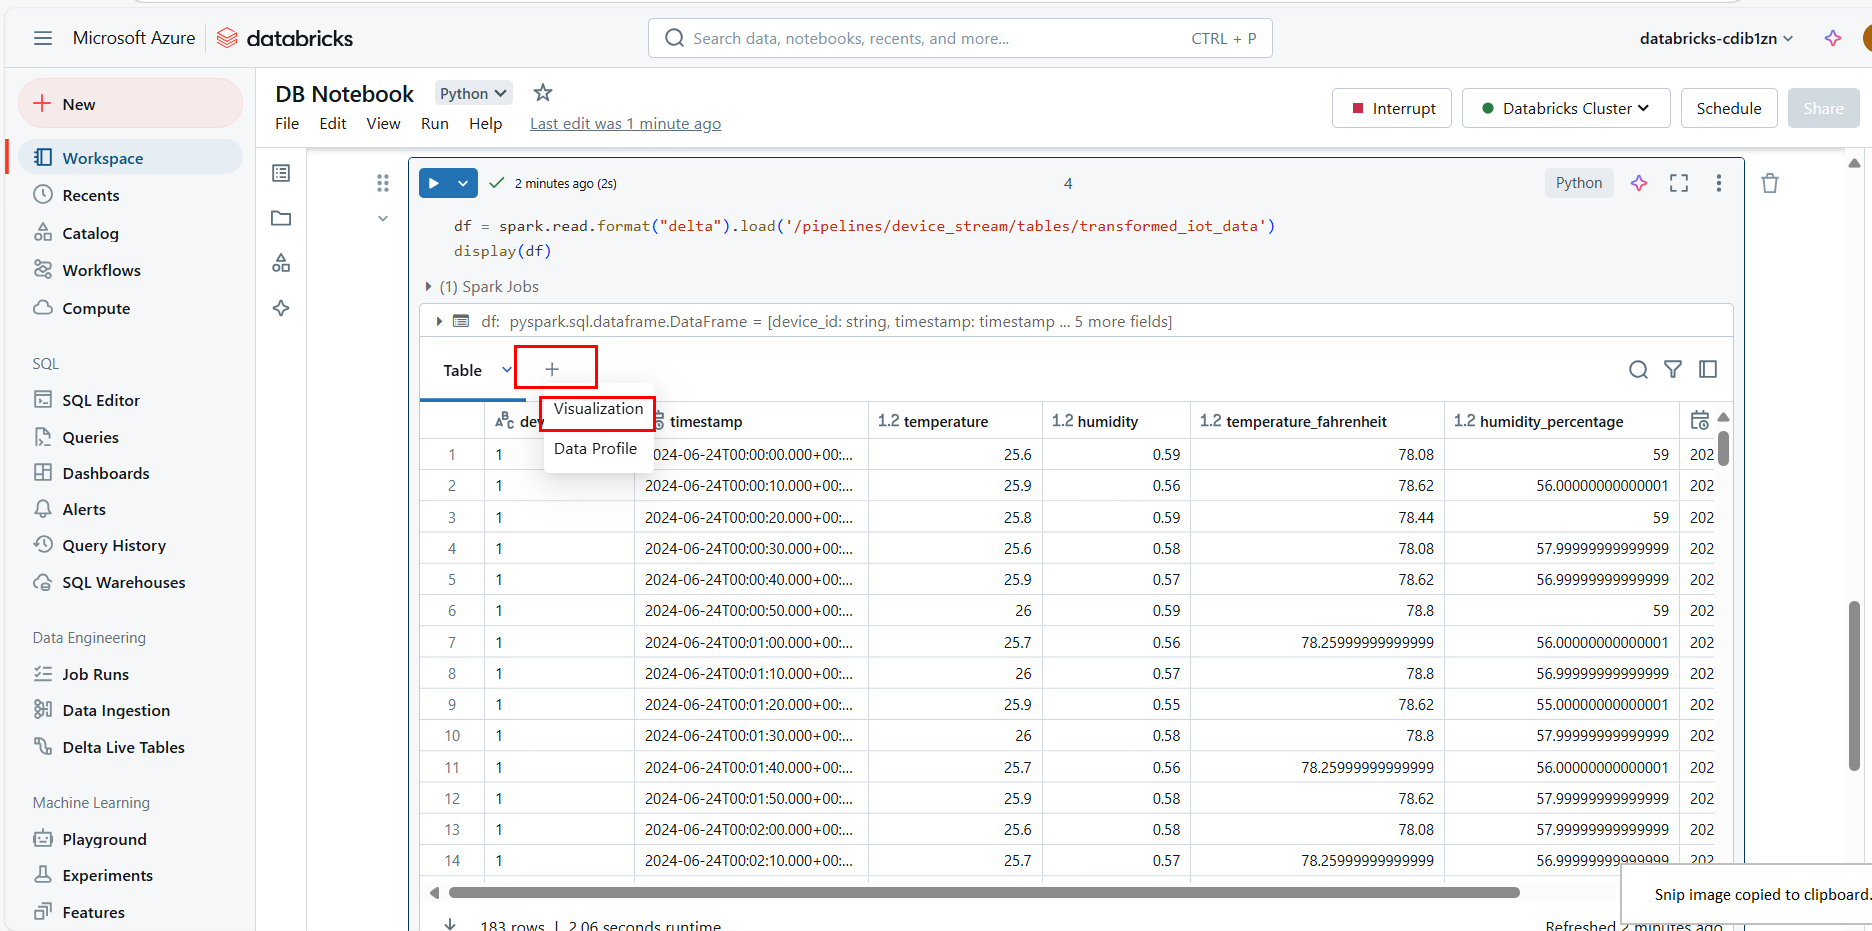 Microsoft Azure databricks
Search data, notebooks, recents, and more... CTRL + P
databricks-cdib1zn
New
Workspace
Recents
Catalog
Workflows
Compute
SQL
SQL Editor
Queries
Dashboards
Alerts
Query History
SQL Warehouses
Data Engineering
Job Runs
Data Ingestion
Delta Live Tables
Machine Learning
Playground
Experiments
Features
DB Notebook Python
File Edit View Run Help Last edit was 1 minute ago
Interrupt Databricks Cluster Schedule Share
2 minutes ago (2s) 4 Python
df = spark.read.format("delta").load('/pipelines/device_stream/tables/transformed_iot_data')
display(df)
(1) Spark Jobs
df: pyspark.sql.dataframe.DataFrame = [device_id: string, timestamp: timestamp ... 5 more fields]
Table +
Visualization
Data Profile
ABC dev timestamp 1.2 temperature 1.2 humidity 1.2 temperature_fahrenheit 1.2 humidity_percentage
1 1 024-06-24T00:00:00.000+00:... 25.6 0.59 78.08 59 202
2 1 2024-06-24T00:00:10.000+00:... 25.9 0.56 78.62 56.00000000000001 202
3 1 2024-06-24T00:00:20.000+00:... 25.8 0.59 78.44 59 202
4 1 2024-06-24T00:00:30.000+00:... 25.6 0.58 78.08 57.99999999999999 202
5 1 2024-06-24T00:00:40.000+00:... 25.9 0.57 78.62 56.99999999999999 202
6 1 2024-06-24T00:00:50.000+00:... 26 0.59 78.8 59 202
7 1 2024-06-24T00:01:00.000+00:... 25.7 0.56 78.25999999999999 56.00000000000001 202
8 1 2024-06-24T00:01:10.000+00:... 26 0.57 78.8 56.99999999999999 202
9 1 2024-06-24T00:01:20.000+00:... 25.9 0.55 78.62 55.00000000000001 202
10 1 2024-06-24T00:01:30.000+00:... 26 0.58 78.8 57.99999999999999 202
11 1 2024-06-24T00:01:40.000+00:... 25.7 0.56 78.25999999999999 56.00000000000001 202
12 1 2024-06-24T00:01:50.000+00:... 25.9 0.58 78.62 57.99999999999999 202
13 1 2024-06-24T00:02:00.000+00:... 25.6 0.58 78.08 57.99999999999999 202
14 1 2024-06-24T00:02:10.000+00:... 25.7 0.57 78.25999999999999 56.99999999999999 202
183 rows | 2.06 seconds runtime Refreshed 2 minutes ago
Snip image copied to clipboard.